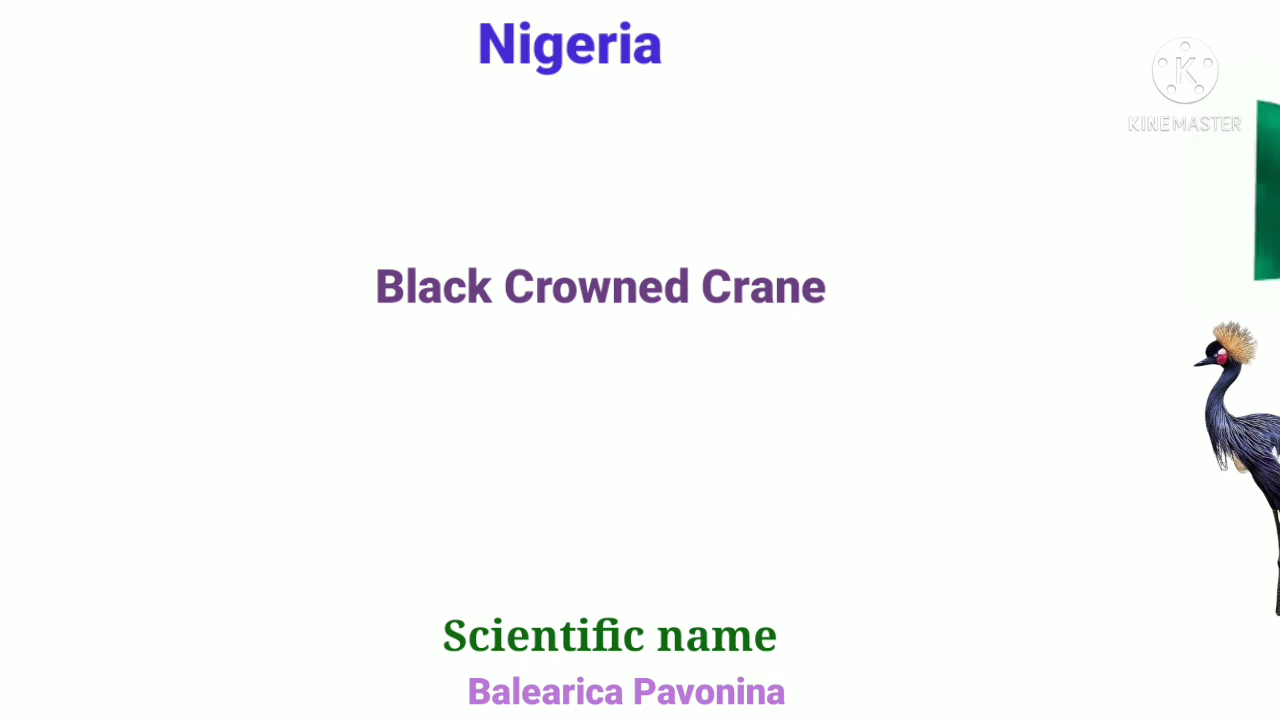 Nigeria
K
KINEMASTER
Black Crowned Crane
Scientific name
Balearica Pavonina